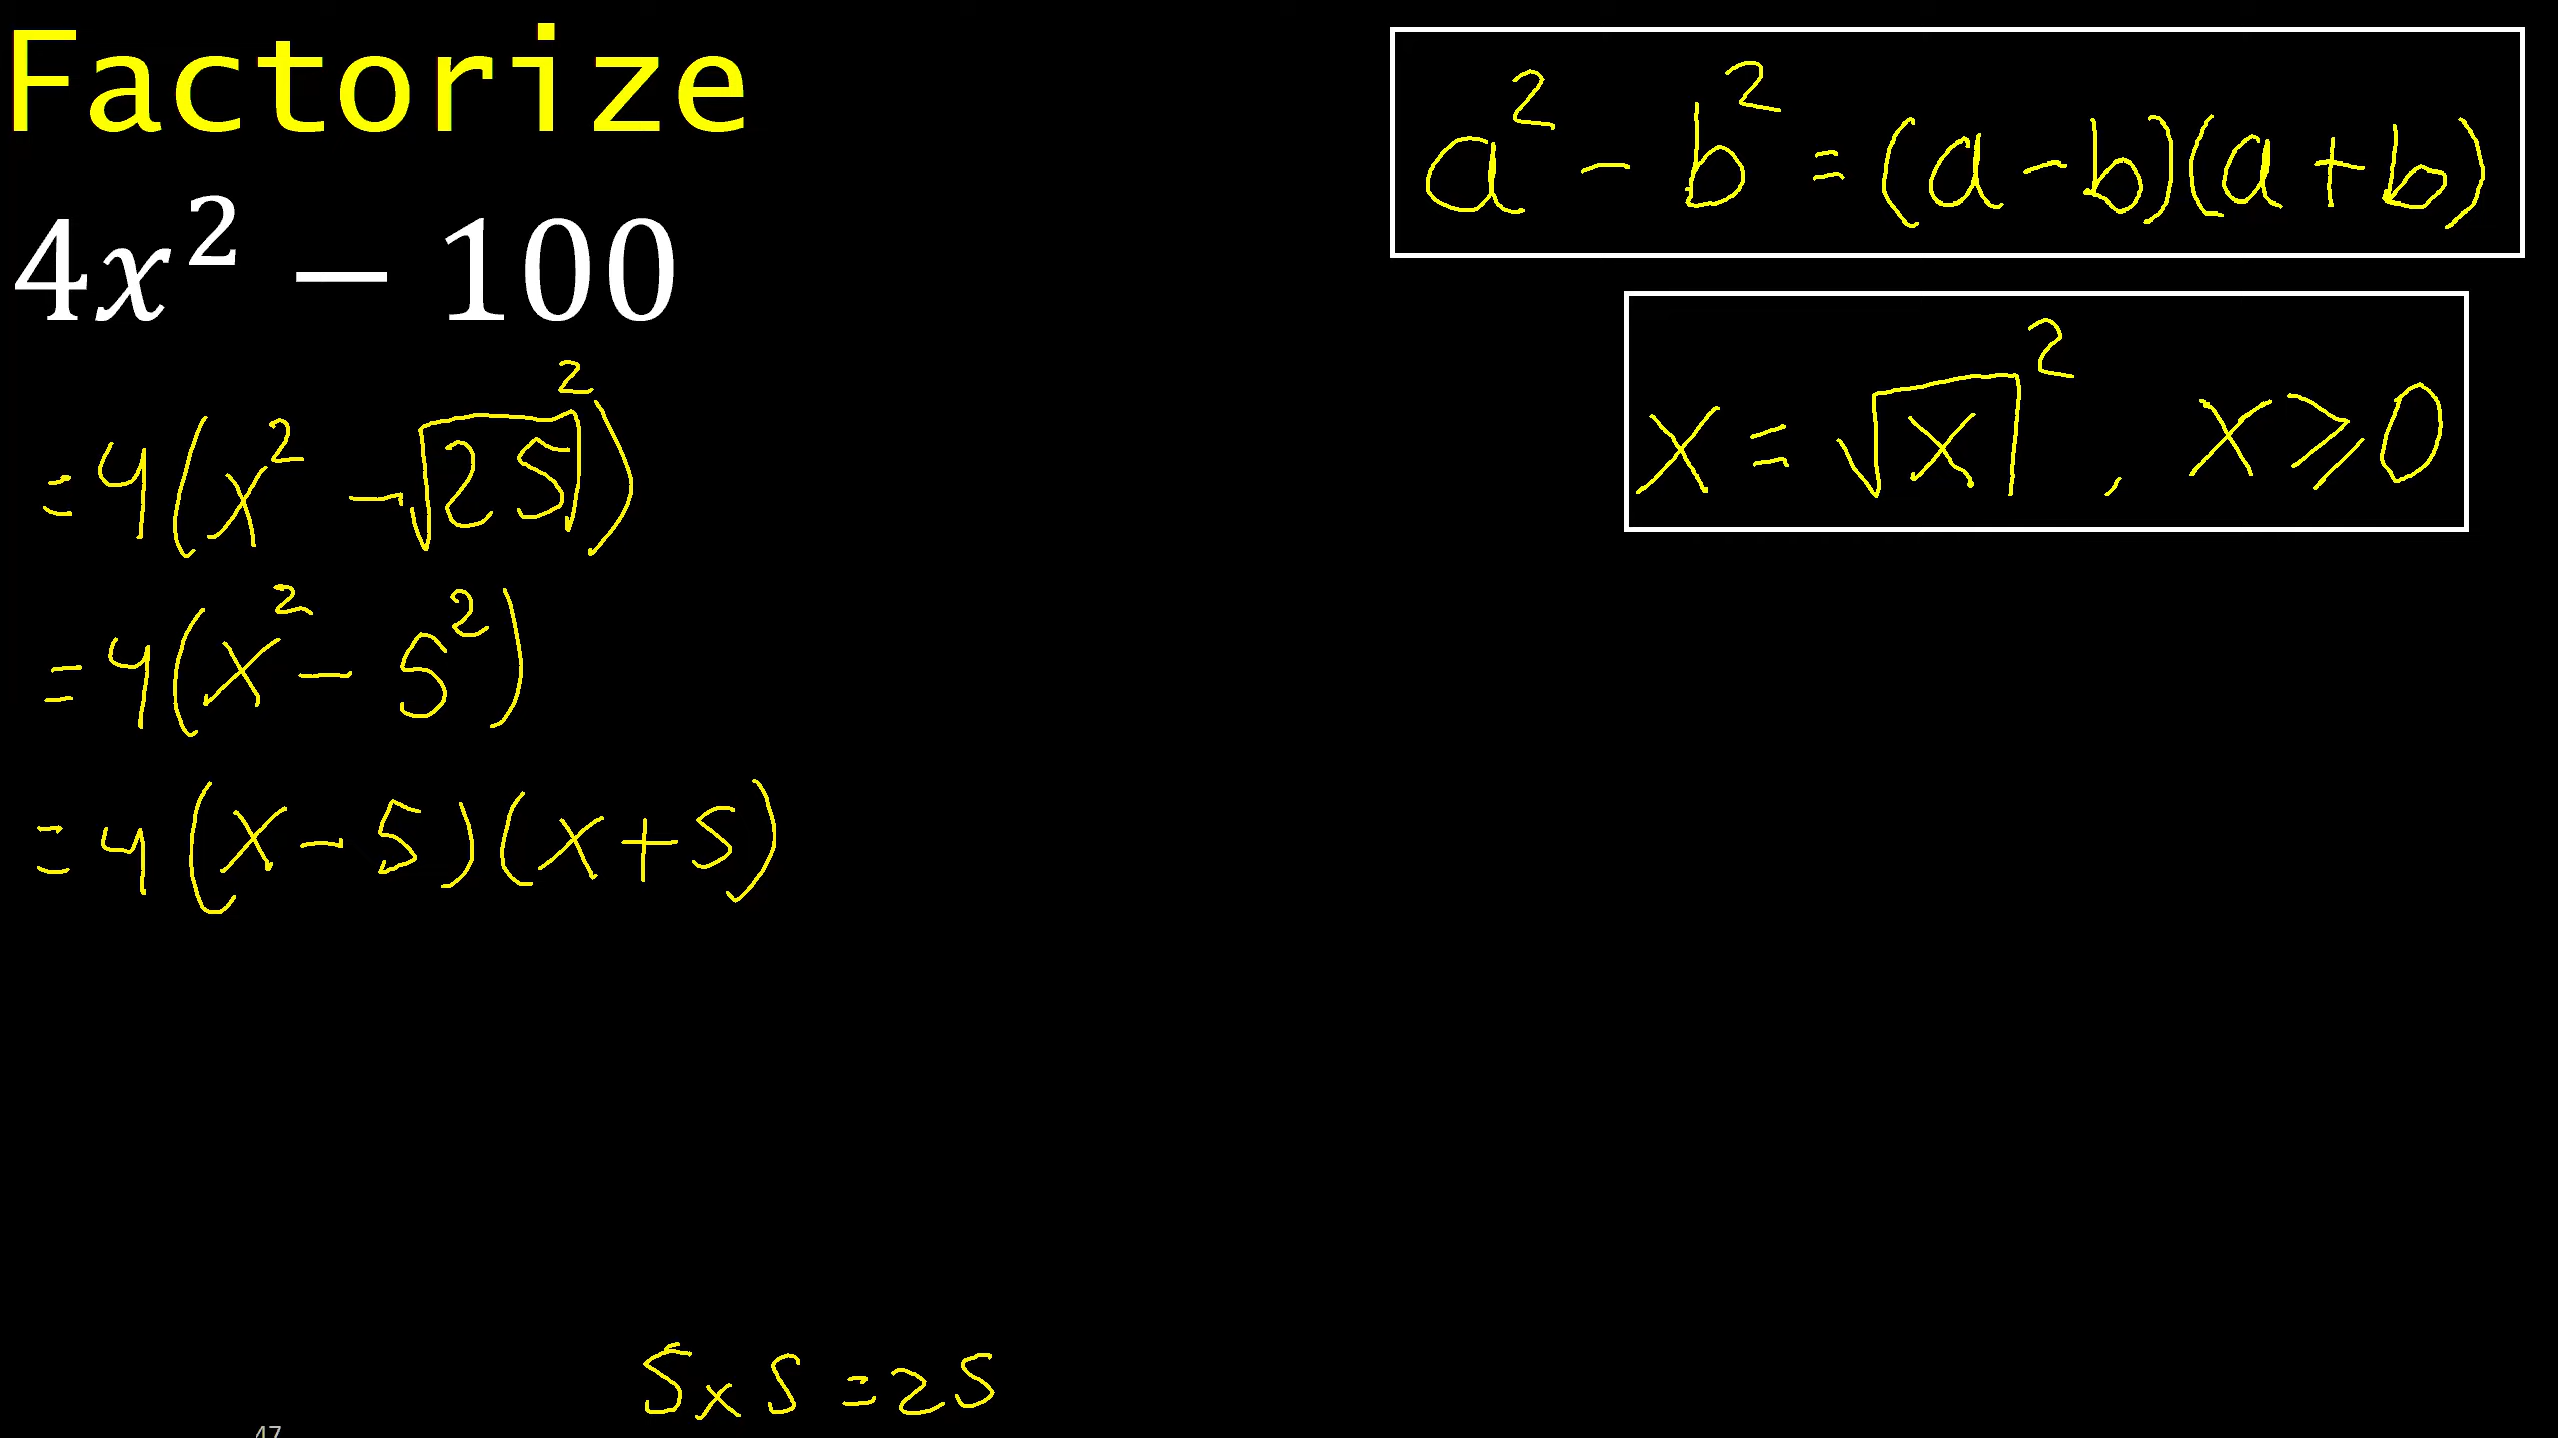 Factorize
4x² − 100
= 4(x² − √25²)
= 4(x² − 5²)
= 4(x − 5)(x + 5)
a² − b² = (a − b)(a + b)
x = √x², x ⩾ 0
5 x 5 = 25
47